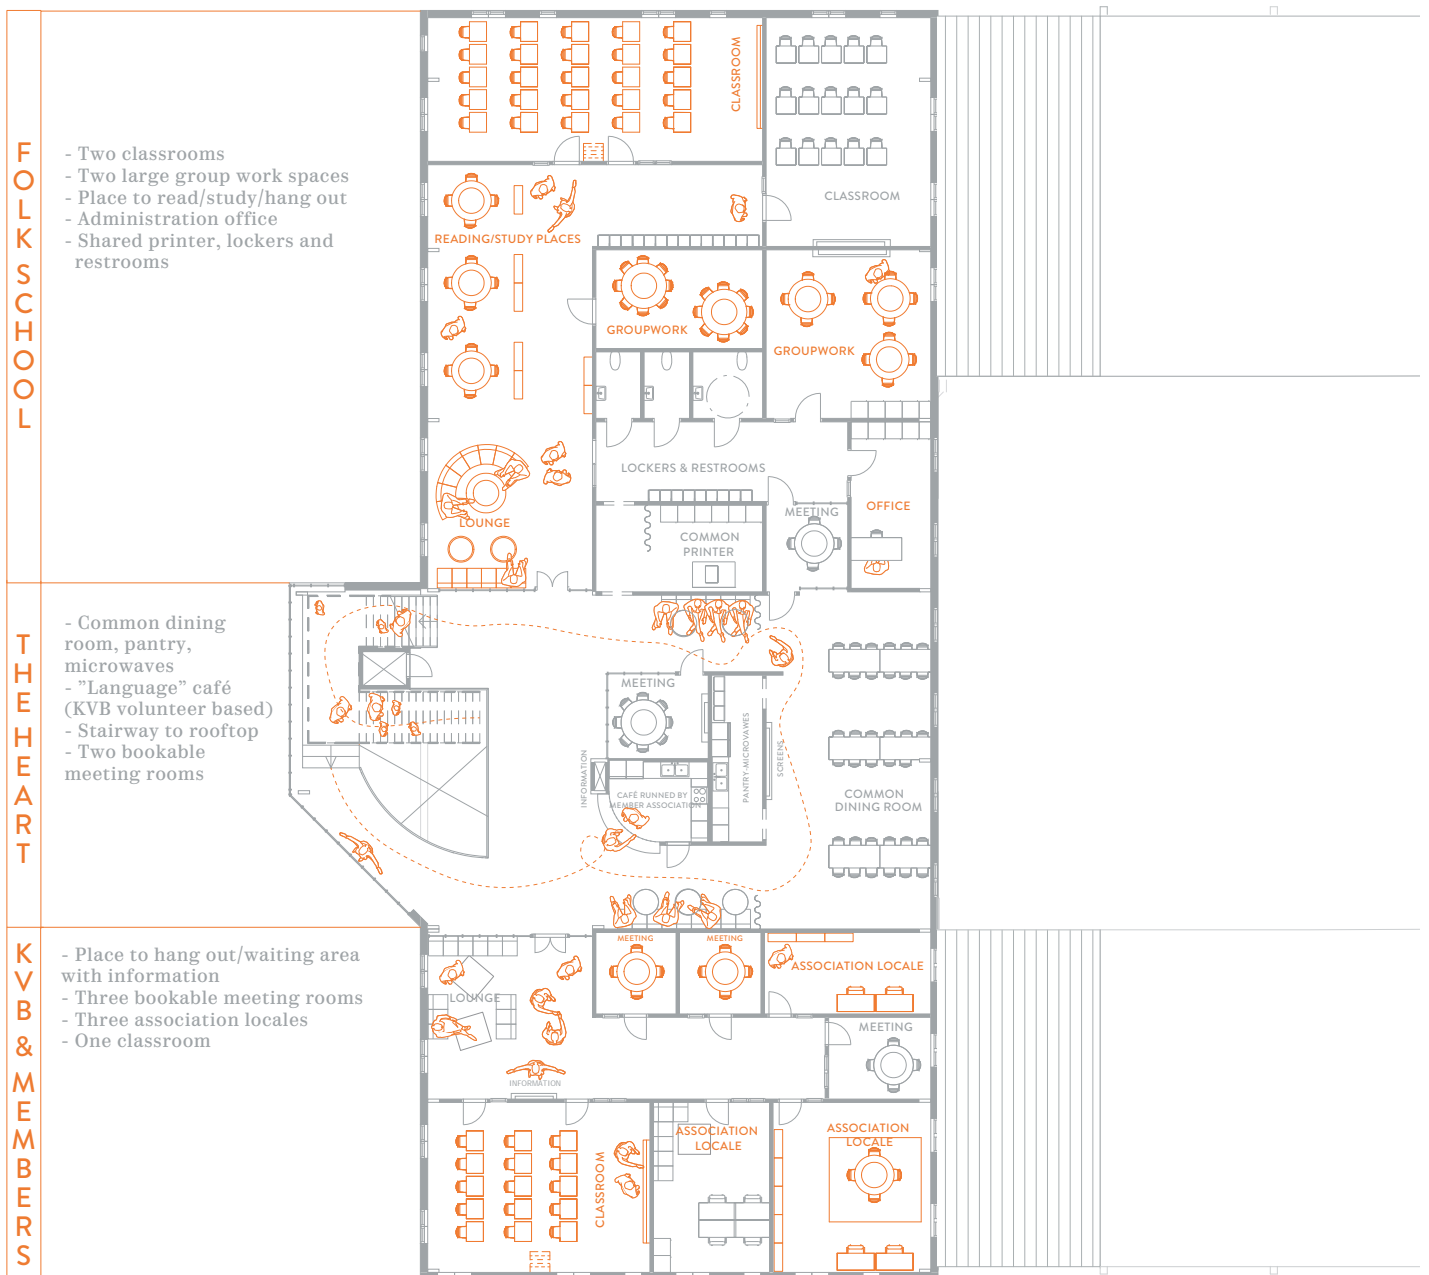 FOLK SCHOOL
- Two classrooms
- Two large group work spaces
- Place to read/study/hang out
- Administration office
- Shared printer, lockers and
restrooms
CLASSROOM
CLASSROOM
READING/STUDY PLACES
GROUPWORK
GROUPWORK
LOCKERS & RESTROOMS
LOUNGE
COMMON
PRINTER
MEETING
OFFICE
THE HEART
- Common dining
room, pantry,
microwaves
- "Language" café
(KVB volunteer based)
- Stairway to rooftop
- Two bookable
meeting rooms
MEETING
INFORMATION
CAFÉ RUNNED BY
MEMBER ASSOCIATION
PANTRY-MICROVAWES
SCREENS
COMMON
DINING ROOM
KVB & MEMBERS
- Place to hang out/waiting area
with information
- Three bookable meeting rooms
- Three association locales
- One classroom
LOUNGE
MEETING
MEETING
ASSOCIATION LOCALE
MEETING
INFORMATION
CLASSROOM
ASSOCIATION
LOCALE
ASSOCIATION
LOCALE